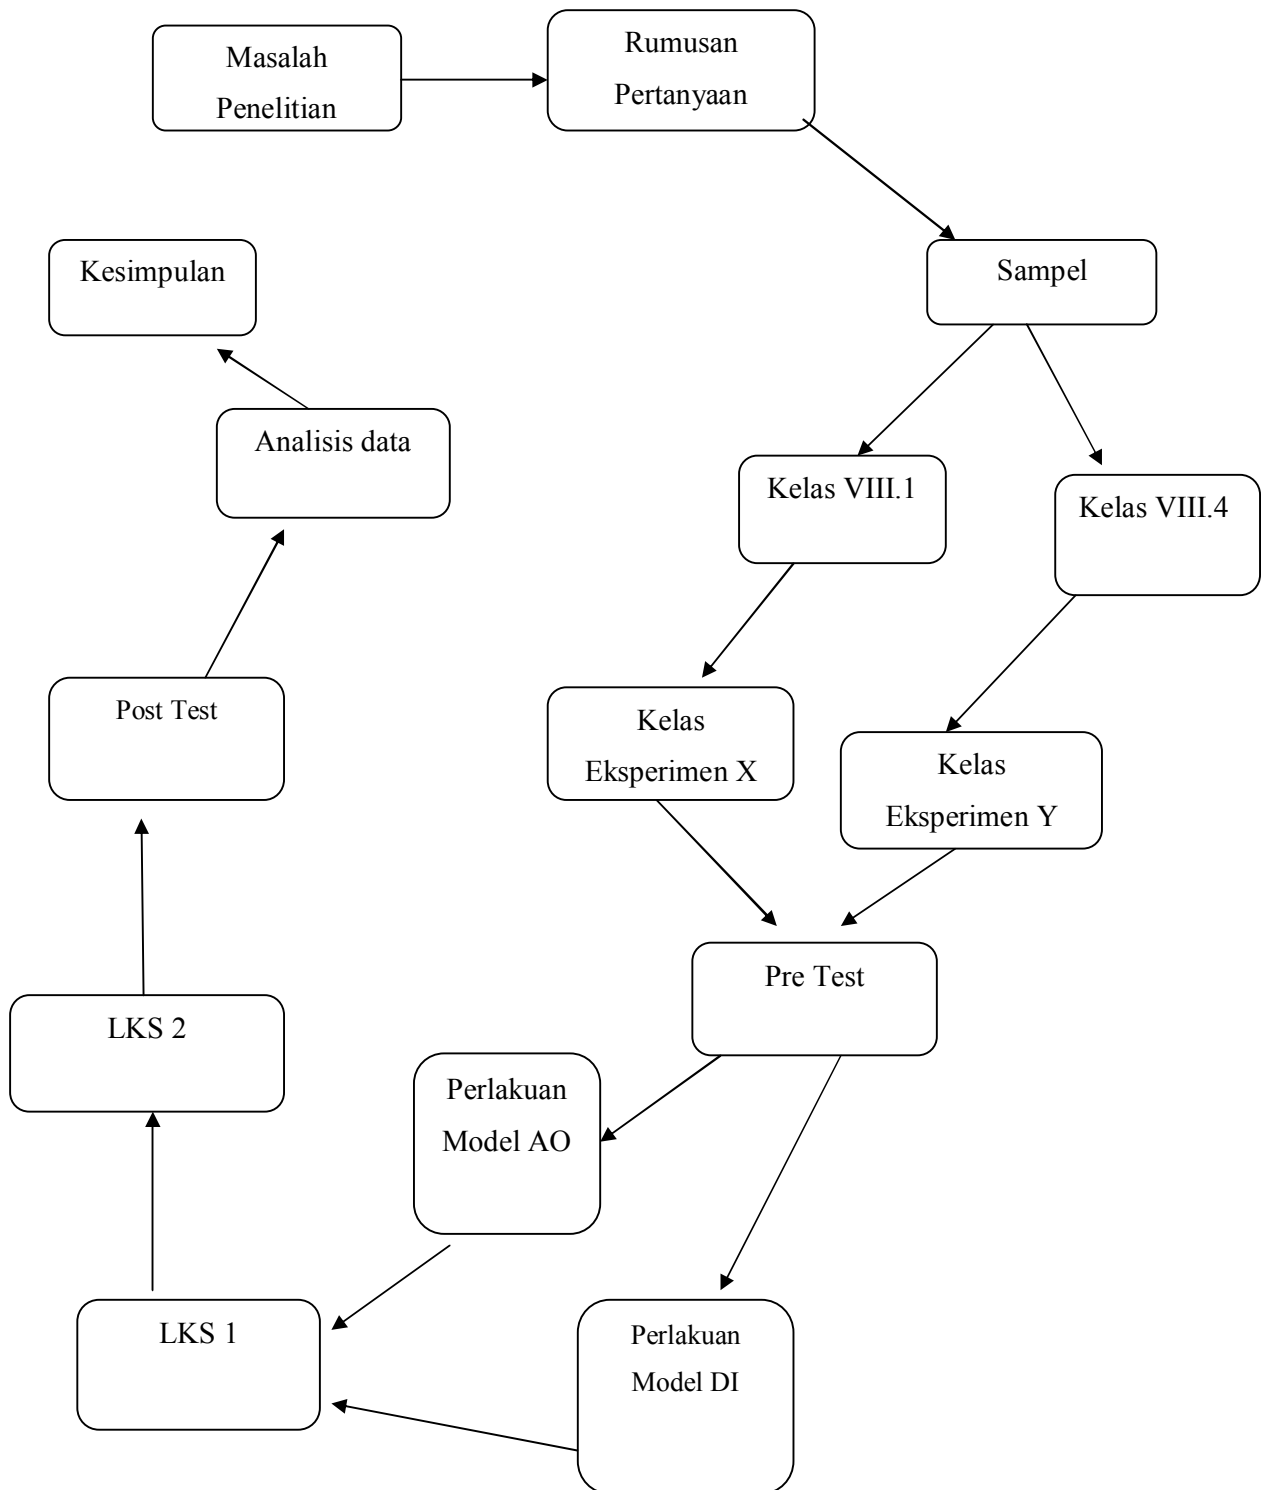 Masalah
Penelitian
Rumusan
Pertanyaan
Sampel
Kesimpulan
Analisis data
Kelas VIII.1
Kelas VIII.4
Post Test
Kelas
Eksperimen X
Kelas
Eksperimen Y
Pre Test
LKS 2
Perlakuan
Model AO
LKS 1
Perlakuan
Model DI